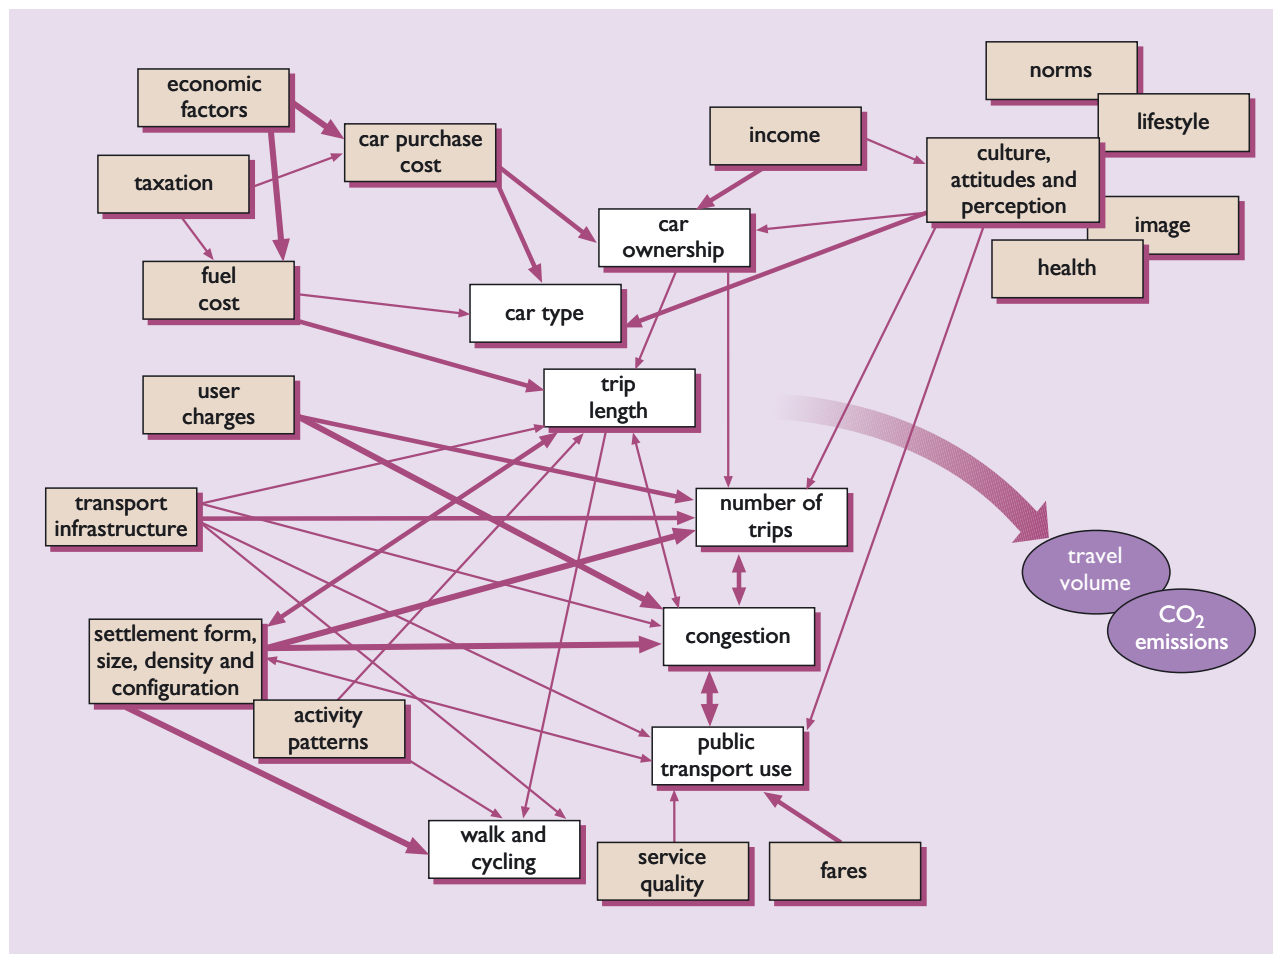 economic
factors
norms
lifestyle
car purchase
cost
income
culture,
attitudes and
perception
taxation
car
ownership
image
health
fuel
cost
car type
user
charges
trip
length
transport
infrastructure
number of
trips
travel
volume
CO2
emissions
settlement form,
size, density and
configuration
congestion
activity
patterns
public
transport use
walk and
cycling
service
quality
fares